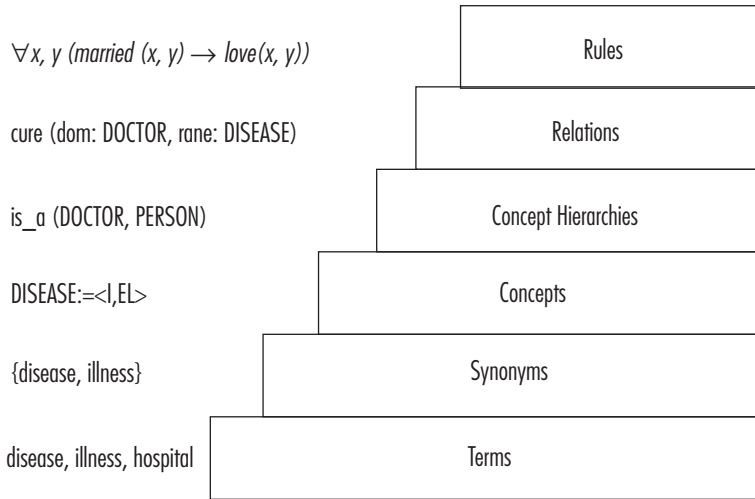 ∀x, y (married (x, y) → love(x, y)) Rules
cure (dom: DOCTOR, rane: DISEASE) Relations
is_a (DOCTOR, PERSON) Concept Hierarchies
DISEASE:=<I,EL> Concepts
{disease, illness} Synonyms
disease, illness, hospital Terms